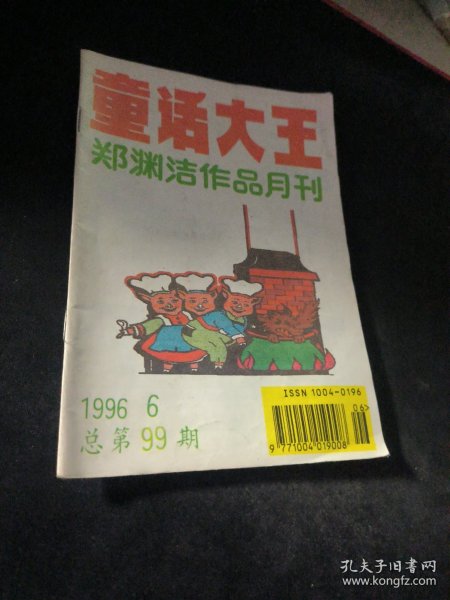 童话大王
郑渊洁作品月刊
1996 6
总第99期
ISSN 1004-0196
06>
9 771004 019008
孔夫子旧书网
www.kongfz.com